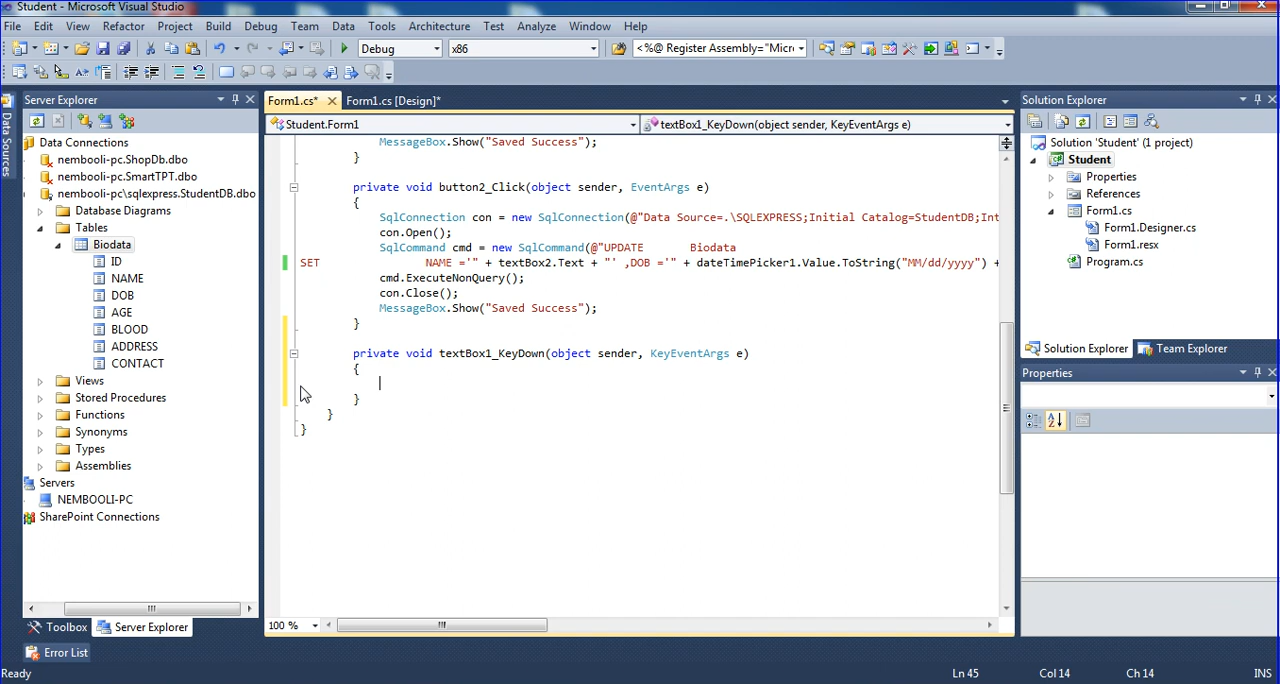 Student - Microsoft Visual Studio
File Edit View Refactor Project Build Debug Team Data Tools Architecture Test Analyze Window Help
Debug x86 <%@ Register Assembly="Micr
Server Explorer
Form1.cs* Form1.cs [Design]*
Solution Explorer
Data Sources
Student.Form1 textBox1_KeyDown(object sender, KeyEventArgs e)
Data Connections
nembooli-pc.ShopDb.dbo
nembooli-pc.SmartTPT.dbo
nembooli-pc\sqlexpress.StudentDB.dbo
Database Diagrams
Tables
Biodata
ID
NAME
DOB
AGE
BLOOD
ADDRESS
CONTACT
Views
Stored Procedures
Functions
Synonyms
Types
Assemblies
Servers
NEMBOOLI-PC
SharePoint Connections
Toolbox Server Explorer
MessageBox.Show("Saved Success");
}
private void button2_Click(object sender, EventArgs e)
{
SqlConnection con = new SqlConnection(@"Data Source=.\SQLEXPRESS;Initial Catalog=StudentDB;Int
con.Open();
SqlCommand cmd = new SqlCommand(@"UPDATE Biodata
SET NAME ='" + textBox2.Text + "' ,DOB ='" + dateTimePicker1.Value.ToString("MM/dd/yyyy") +
cmd.ExecuteNonQuery();
con.Close();
MessageBox.Show("Saved Success");
}
private void textBox1_KeyDown(object sender, KeyEventArgs e)
{
}
}
}
100 %
Solution 'Student' (1 project)
Student
Properties
References
Form1.cs
Form1.Designer.cs
Form1.resx
Program.cs
Solution Explorer Team Explorer
Properties
Error List
Ready Ln 45 Col 14 Ch 14 INS